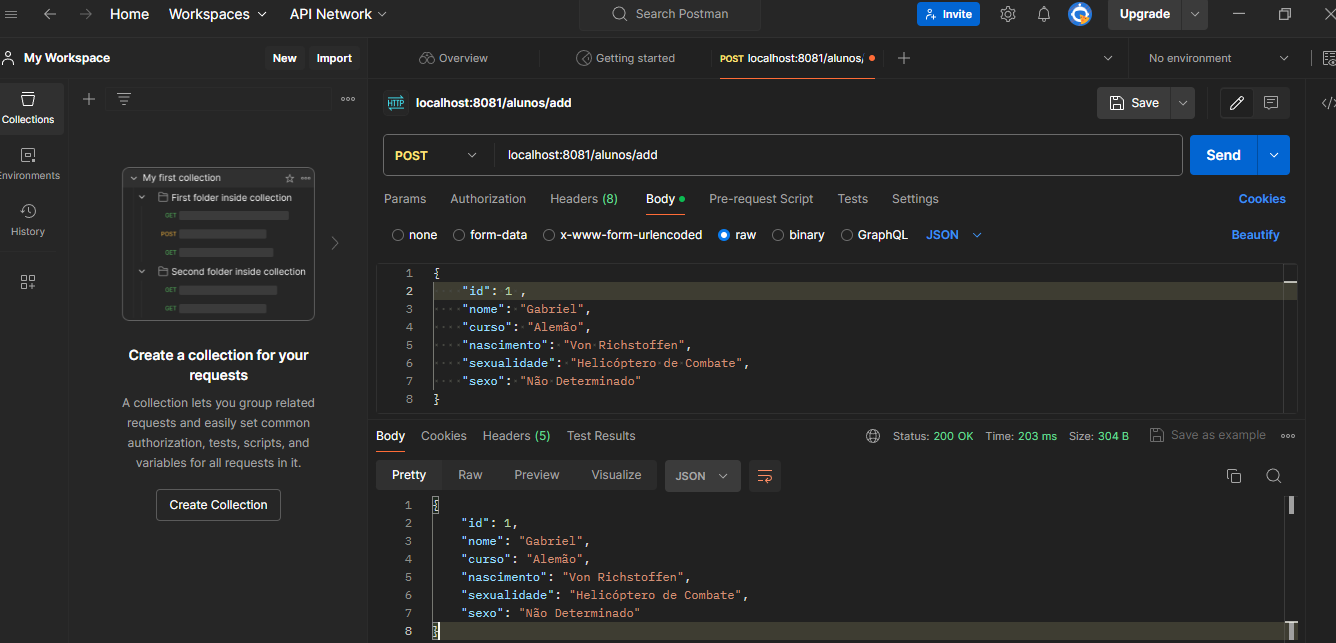 Home Workspaces API Network Search Postman Invite Upgrade
My Workspace New Import Overview Getting started POST localhost:8081/alunos/ No environment
Collections
Environments
History
My first collection
First folder inside collection
GET
POST
GET
Second folder inside collection
GET
GET
Create a collection for your
requests
A collection lets you group related
requests and easily set common
authorization, tests, scripts, and
variables for all requests in it.
Create Collection
HTTP localhost:8081/alunos/add Save
POST localhost:8081/alunos/add Send
Params Authorization Headers (8) Body Pre-request Script Tests Settings Cookies
none form-data x-www-form-urlencoded raw binary GraphQL JSON Beautify
1 {
2 "id": 1 ,
3 "nome": "Gabriel",
4 "curso": "Alemão",
5 "nascimento": "Von Richstoffen",
6 "sexualidade": "Helicóptero de Combate",
7 "sexo": "Não Determinado"
8 }
Body Cookies Headers (5) Test Results Status: 200 OK Time: 203 ms Size: 304 B Save as example
Pretty Raw Preview Visualize JSON
1 {
2 "id": 1,
3 "nome": "Gabriel",
4 "curso": "Alemão",
5 "nascimento": "Von Richstoffen",
6 "sexualidade": "Helicóptero de Combate",
7 "sexo": "Não Determinado"
8 }